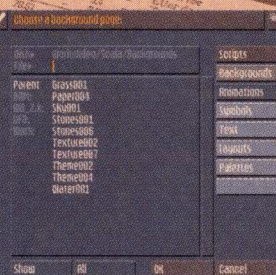 Choose a background page:
Scripts
Backgrounds
Animations
Symbols
Text
Layouts
Palettes
Parent
Grass001
Paper004
Sky001
Stones001
Stones006
Texture002
Texture007
Theme002
Theme004
Water001
Show
All
OK
Cancel